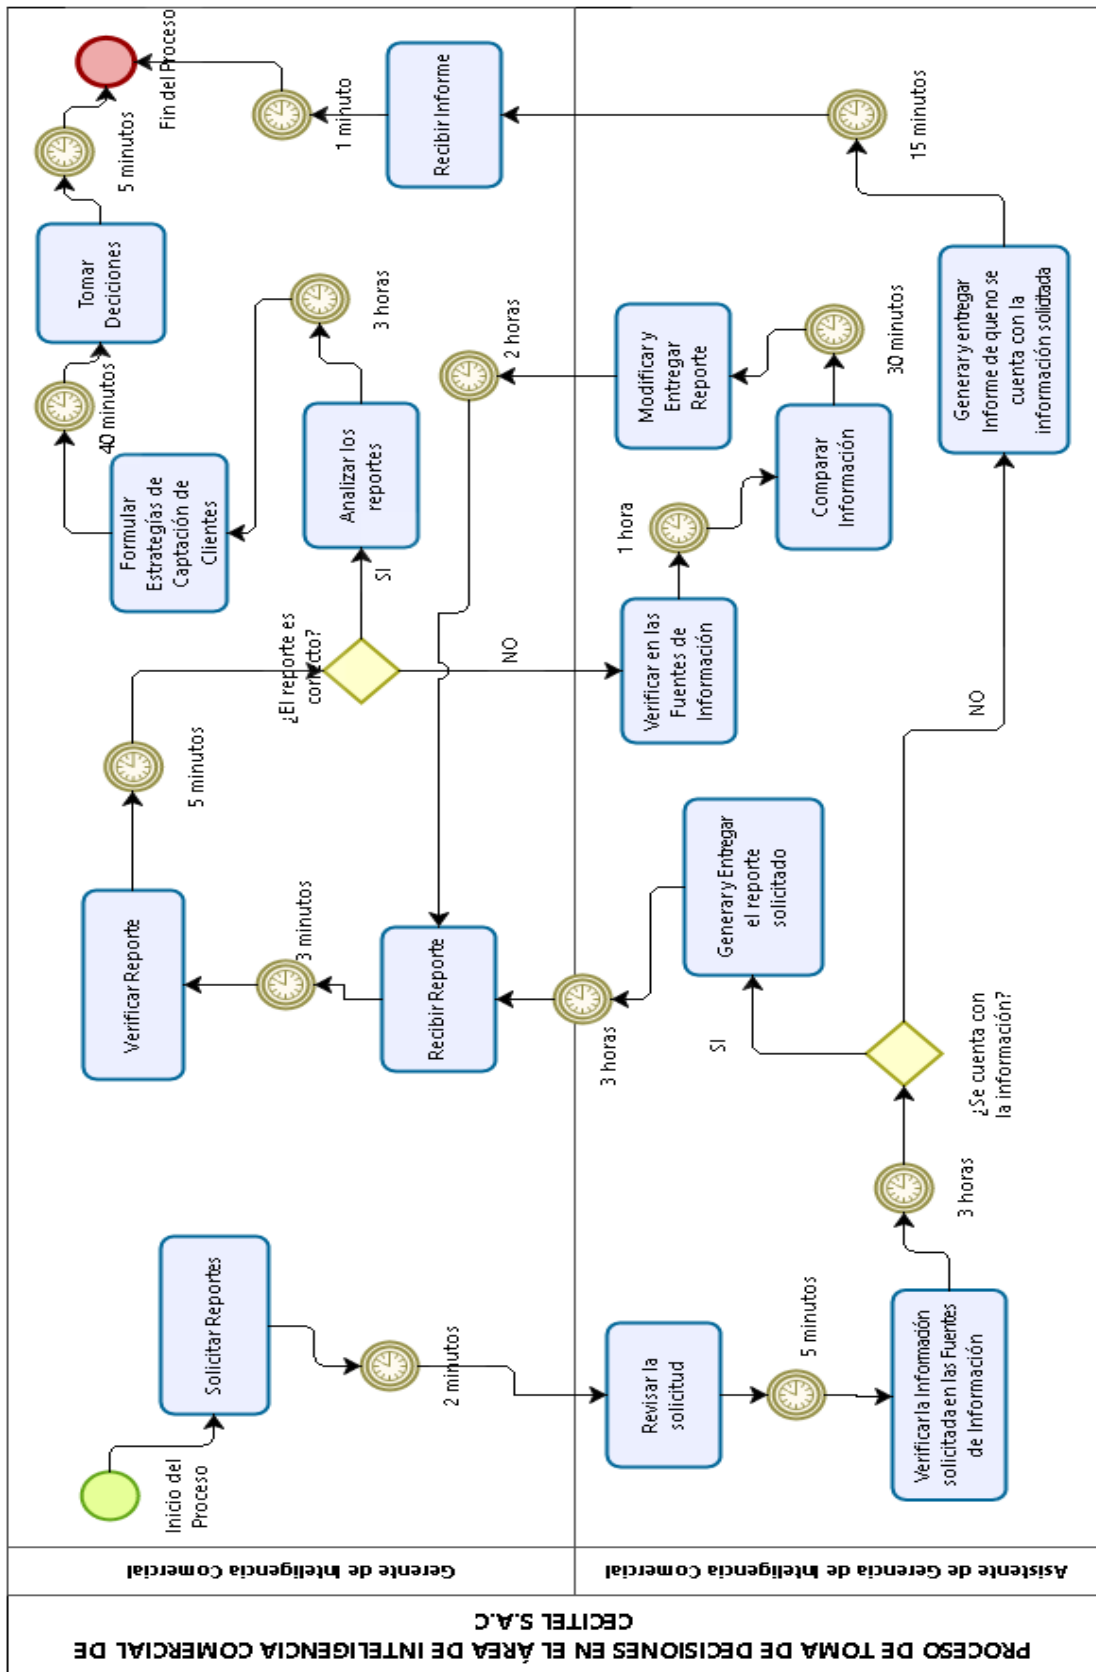 PROCESO DE TOMA DE DECISIONES EN EL ÁREA DE INTELIGENCIA COMERCIAL DE
CECITEL S.A.C
Gerente de Inteligencia Comercial
Inicio del
Proceso
Solicitar Reportes
2 minutos
Recibir Reporte
3 minutos
Verificar Reporte
5 minutos
¿El reporte es
correcto?
SI
NO
Analizar los
reportes
3 horas
Formular
Estrategías de
Captación de
Clientes
40 minutos
Tomar
Deciciones
5 minutos
Fin del Proceso
Recibir Informe
1 minuto
2 horas
Asistente de Gerencia de Inteligencia Comercial
Revisar la
solicitud
5 minutos
Verificar la Información
solicitada en las Fuentes
de Información
3 horas
¿Se cuenta con
la información?
SI
NO
Generar y Entregar
el reporte
solicitado
3 horas
Verificar en las
Fuentes de
Información
1 hora
Comparar
Información
30 minutos
Modificar y
Entregar
Reporte
Generar y entregar
Informe de que no se
cuenta con la
información solicitada
15 minutos